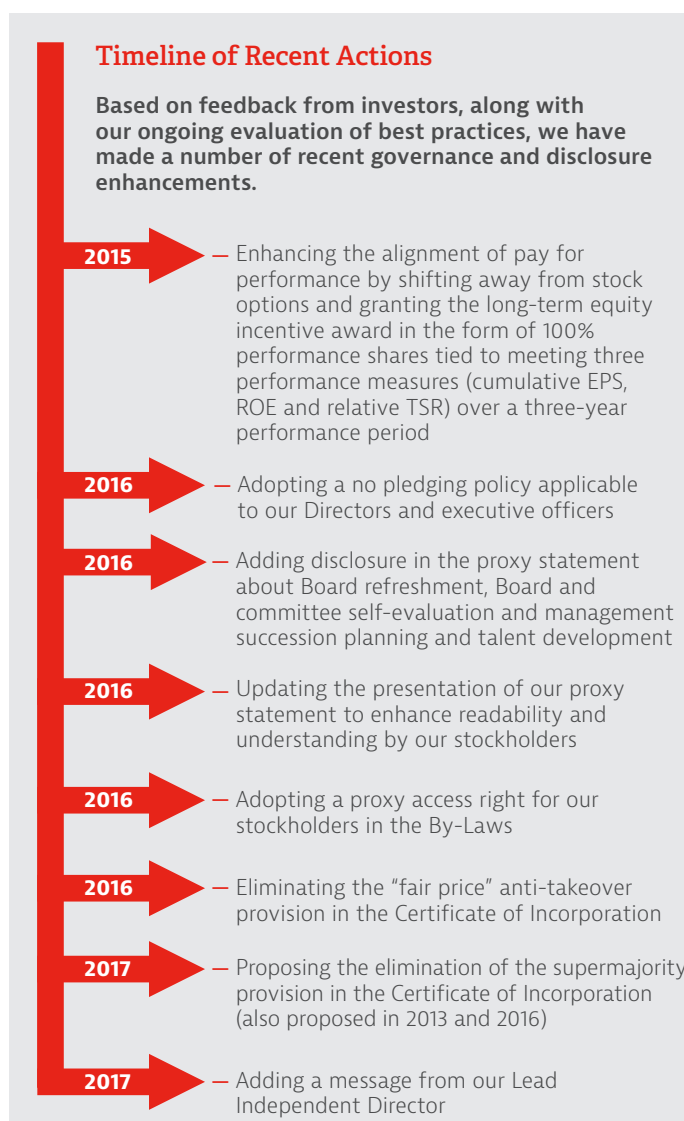 Timeline of Recent Actions
Based on feedback from investors, along with
our ongoing evaluation of best practices, we have
made a number of recent governance and disclosure
enhancements.
2015 – Enhancing the alignment of pay for
performance by shifting away from stock
options and granting the long-term equity
incentive award in the form of 100%
performance shares tied to meeting three
performance measures (cumulative EPS,
ROE and relative TSR) over a three-year
performance period
2016 – Adopting a no pledging policy applicable
to our Directors and executive officers
2016 – Adding disclosure in the proxy statement
about Board refreshment, Board and
committee self-evaluation and management
succession planning and talent development
2016 – Updating the presentation of our proxy
statement to enhance readability and
understanding by our stockholders
2016 – Adopting a proxy access right for our
stockholders in the By-Laws
2016 – Eliminating the “fair price” anti-takeover
provision in the Certificate of Incorporation
2017 – Proposing the elimination of the supermajority
provision in the Certificate of Incorporation
(also proposed in 2013 and 2016)
2017 – Adding a message from our Lead
Independent Director